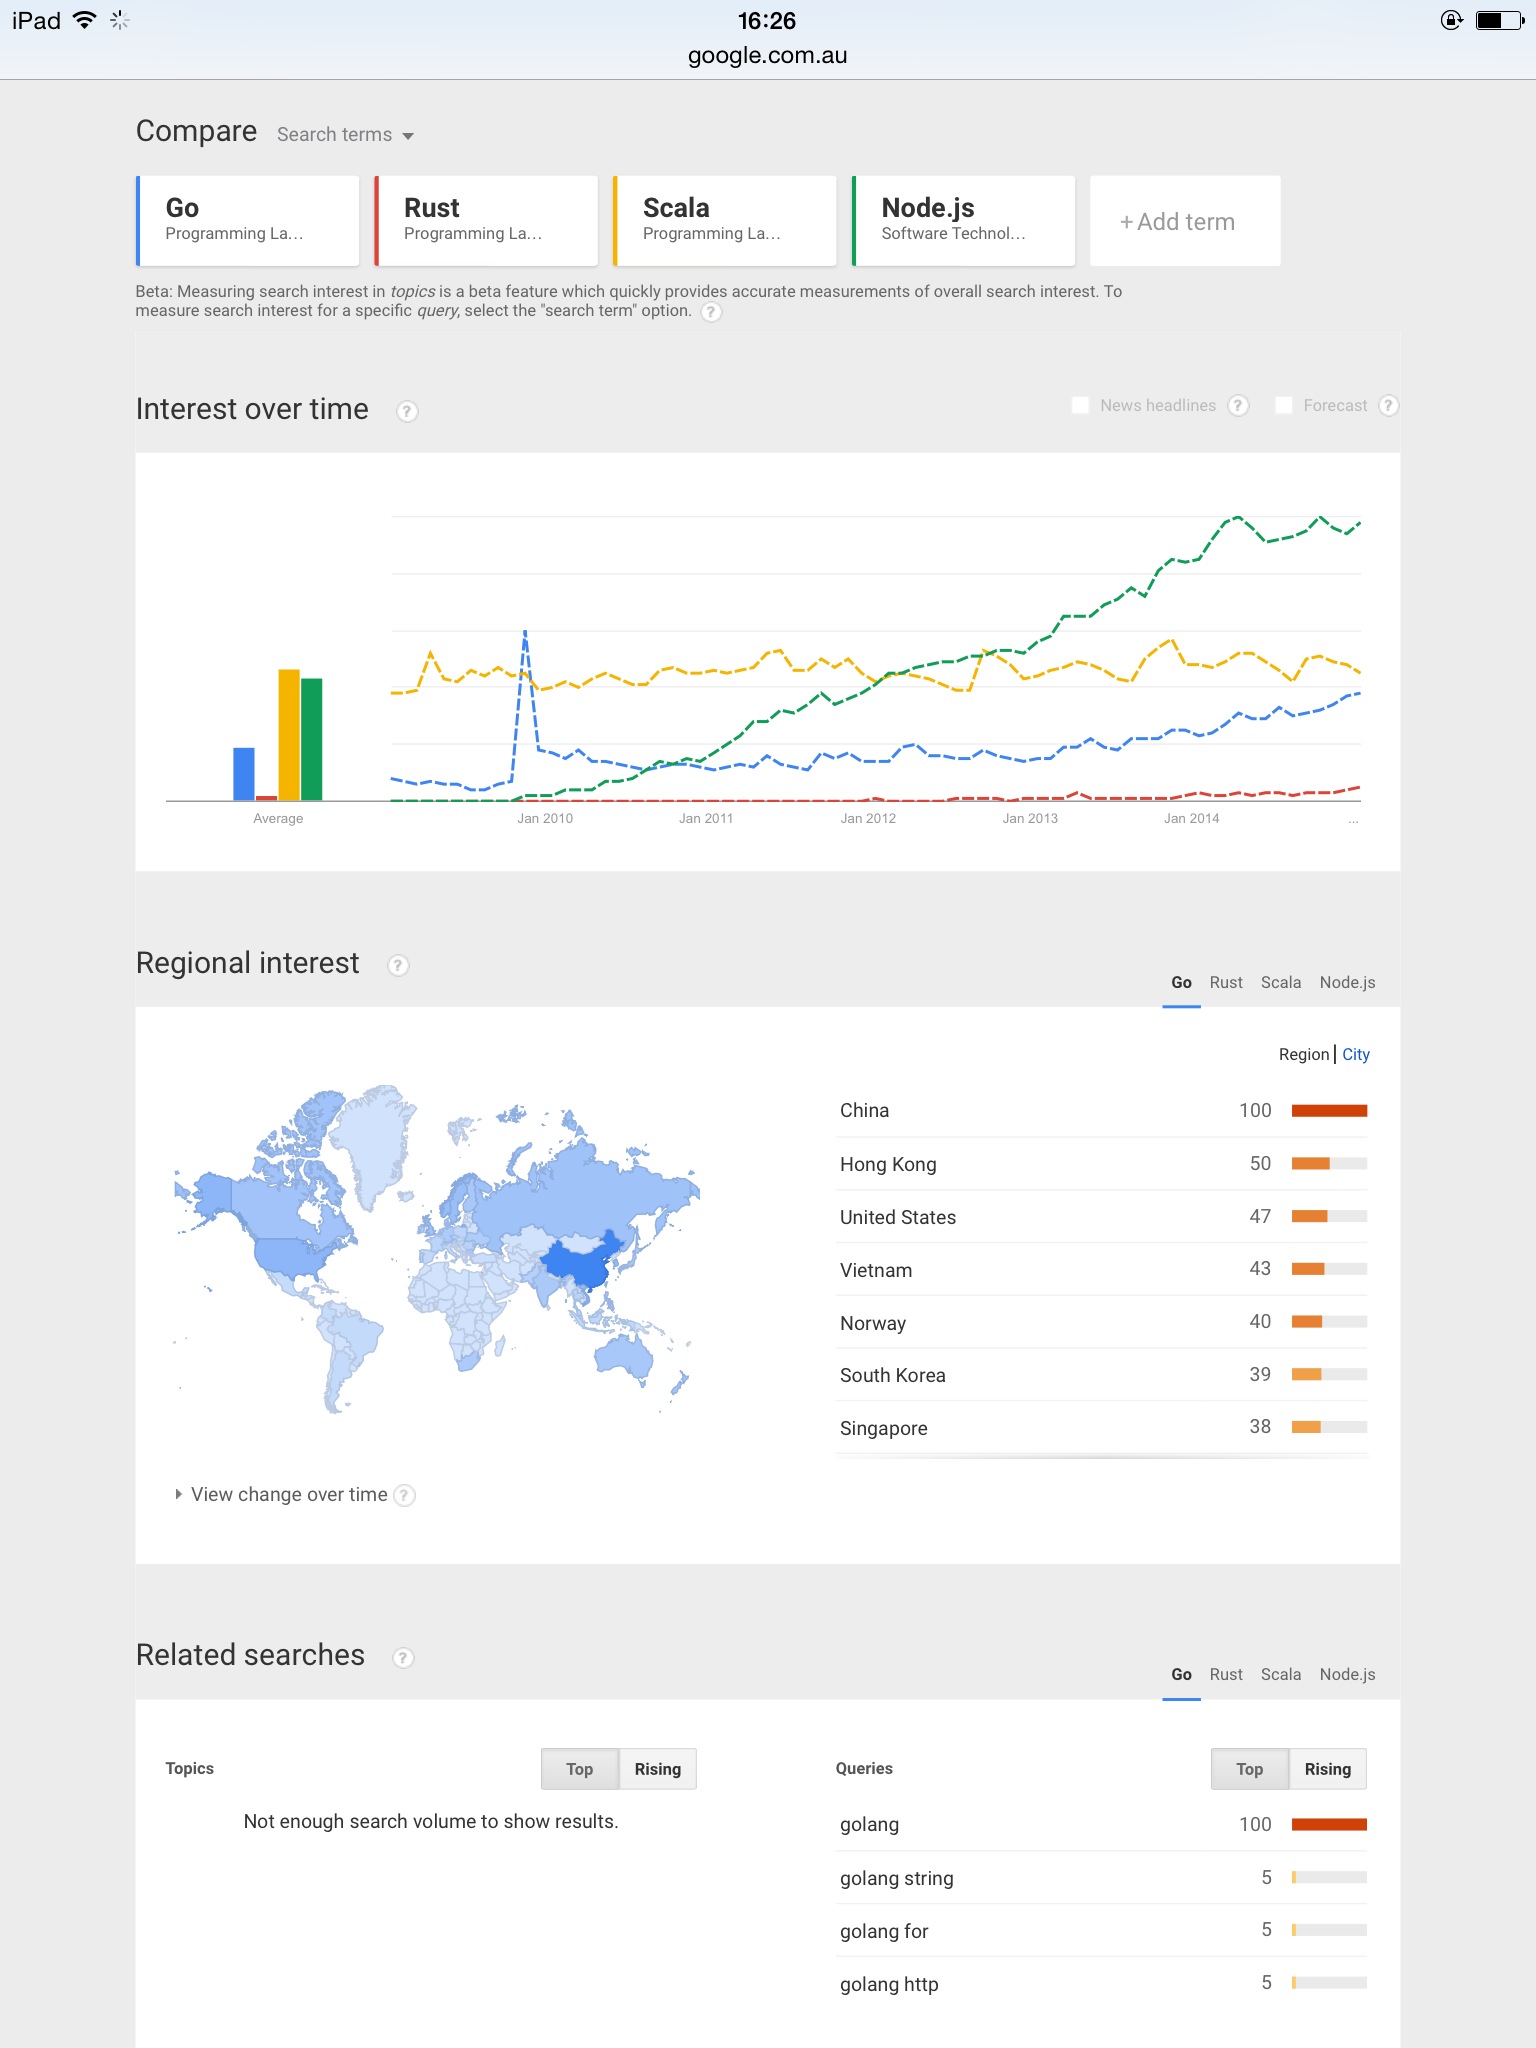 iPad 16:26
google.com.au
Compare Search terms
Go Rust Scala Node.js
Programming La... Programming La... Programming La... Software Technol...
+ Add term
Beta: Measuring search interest in topics is a beta feature which quickly provides accurate measurements of overall search interest. To
measure search interest for a specific query, select the "search term" option. ?
Interest over time ? News headlines ? Forecast ?
Average Jan 2010 Jan 2011 Jan 2012 Jan 2013 Jan 2014 ...
Regional interest ?
Go Rust Scala Node.js
Region | City
China 100
Hong Kong 50
United States 47
Vietnam 43
Norway 40
South Korea 39
Singapore 38
View change over time ?
Related searches ?
Go Rust Scala Node.js
Topics Top Rising
Not enough search volume to show results.
Queries Top Rising
golang 100
golang string 5
golang for 5
golang http 5